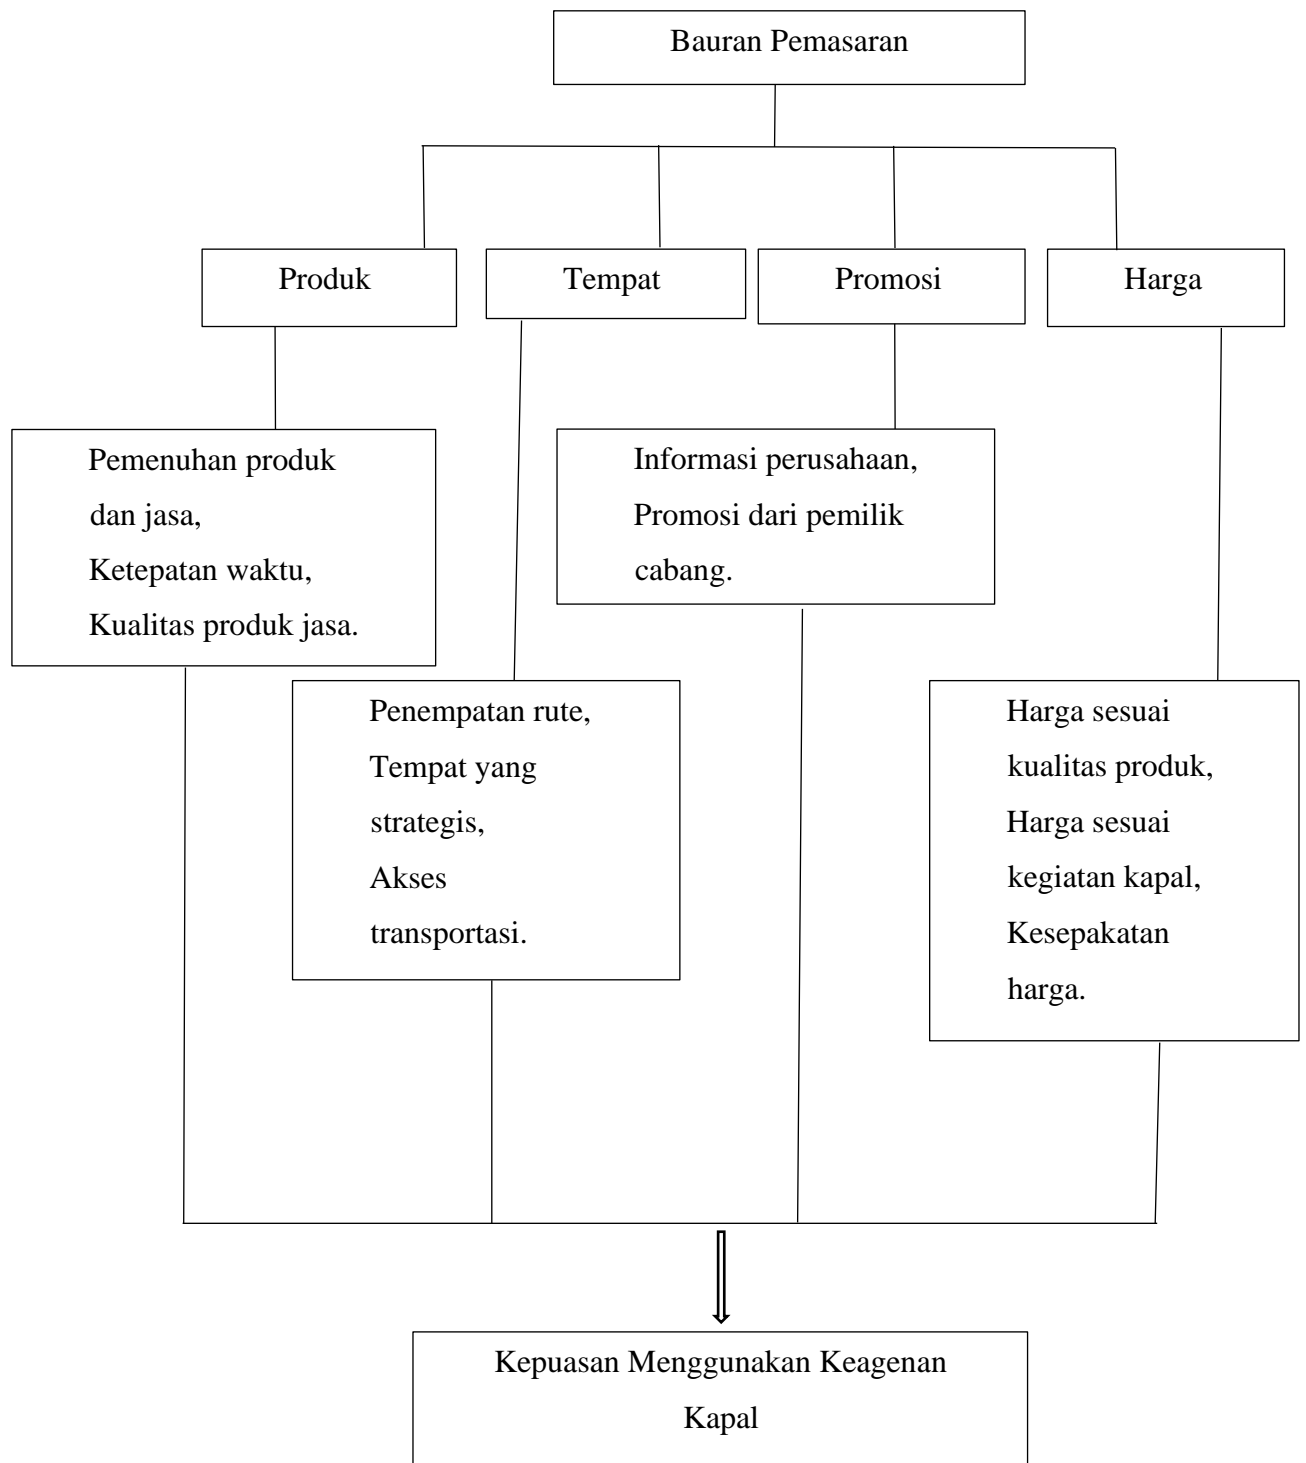 Bauran Pemasaran
Produk
Tempat
Promosi
Harga
Pemenuhan produk
dan jasa,
Ketepatan waktu,
Kualitas produk jasa.
Informasi perusahaan,
Promosi dari pemilik
cabang.
Penempatan rute,
Tempat yang
strategis,
Akses
transportasi.
Harga sesuai
kualitas produk,
Harga sesuai
kegiatan kapal,
Kesepakatan
harga.
Kepuasan Menggunakan Keagenan
Kapal